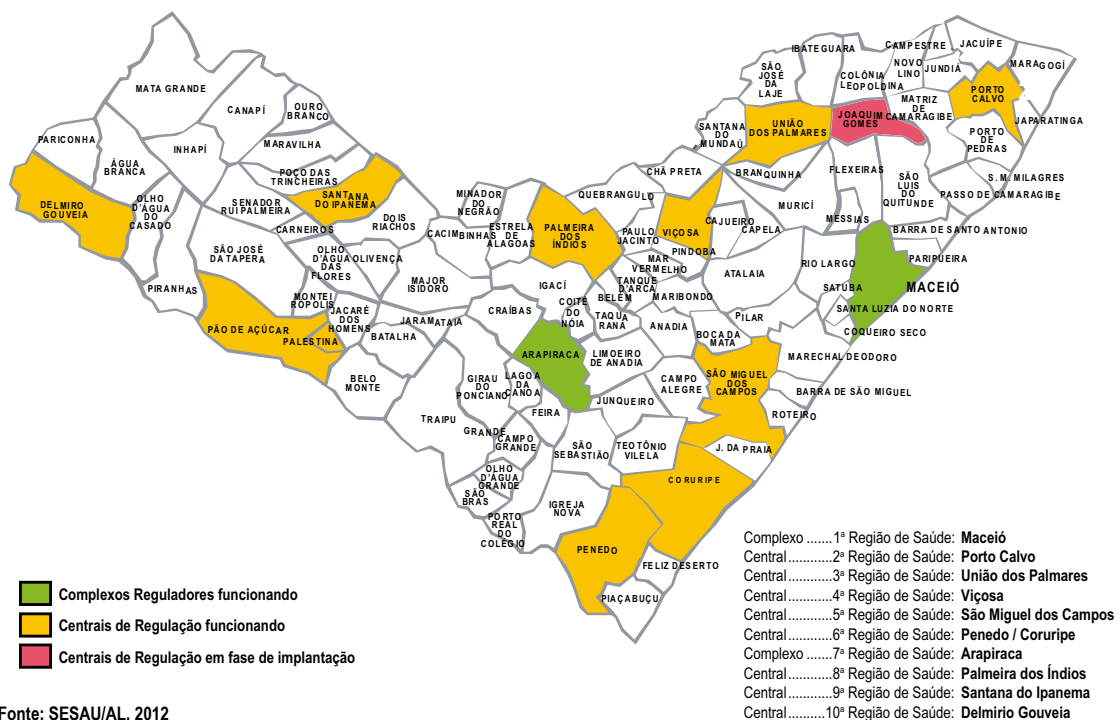 IBATEGUARA
CAMPESTRE
JACUÍPE
SÃO
JOSÉ
DA
LAJE
COLÔNIA
LEOPOLDINA
NOVO
LINO
JUNDIÁ
MARAGOGÍ
MATA GRANDE
CANAPÍ
OURO
BRANCO
MATRIZ
DE
CAMARAGIBE
PORTO
CALVO
JOAQUIM
GOMES
UNIÃO
DOS PALMARES
SANTANA
DO
MUNDAÚ
JAPARATINGA
PORTO
DE
PEDRAS
PARICONHA
INHAPÍ
MARAVILHA
ÁGUA
BRANCA
POÇO DAS
TRINCHEIRAS
CHÃ PRETA
BRANQUINHA
FLEXEIRAS
SÃO
LUIS
DO
QUITUNDE
S. M. MILAGRES
PASSO DE CAMARAGIBE
DELMIRO
GOUVEIA
OLHO
D'ÁGUA
DO
CASADO
SENADOR
RUI PALMEIRA
SANTANA
DO IPANEMA
MINADOR
DO
NEGRÃO
QUEBRANGULO
MURICÍ
MESSIAS
DOIS
RIACHOS
CARNEIROS
CACIMBINHAS
ESTRELA
DE
ALAGOAS
PALMEIRA
DOS
ÍNDIOS
PAULO
JACINTO
VIÇOSA
CAJUEIRO
CAPELA
PINDOBA
BARRA DE SANTO ANTONIO
PARIPUEIRA
SÃO JOSÉ
DA TAPERA
OLHO
D'ÁGUA
DAS
FLORES
OLIVENÇA
MAJOR
ISIDORO
MAR
VERMELHO
ATALAIA
RIO LARGO
SATUBA
MACEIÓ
PIRANHAS
MONTEI
ROPOLIS
IGACÍ
TANQUE
D'ARCA
BELÉM
MARIBONDO
SANTA LUZIA DO NORTE
JACARÉ
DOS
HOMENS
CRAÍBAS
COITÉ
DO
NÓIA
TAQUA
RANA
PILAR
PÃO DE AÇÚCAR
PALESTINA
JARAMATAIA
BATALHA
ANADIA
BOCA DA
MATA
COQUEIRO SECO
MARECHAL DEODORO
BELO
MONTE
ARAPIRACA
LIMOEIRO
DE ANADIA
GIRAU
DO
PONCIANO
LAGOA
DA
CANOA
CAMPO
ALEGRE
SÃO MIGUEL
DOS
CAMPOS
BARRA DE SÃO MIGUEL
ROTEIRO
TRAIPU
FEIRA
GRANDE
JUNQUEIRO
CAMPO
GRANDE
SÃO
SEBASTIÃO
TEOTÔNIO
VILELA
J. DA PRAIA
OLHO
D'ÁGUA
GRANDE
SÃO
BRAS
CORURIPE
PORTO
REAL
DO
COLÉGIO
IGREJA
NOVA
PENEDO
FELIZ DESERTO
PIAÇABUÇU
Complexos Reguladores funcionando
Centrais de Regulação funcionando
Centrais de Regulação em fase de implantação
Fonte: SESAU/AL, 2012
Complexo .......1ª Região de Saúde: Maceió
Central............2ª Região de Saúde: Porto Calvo
Central............3ª Região de Saúde: União dos Palmares
Central............4ª Região de Saúde: Viçosa
Central............5ª Região de Saúde: São Miguel dos Campos
Central............6ª Região de Saúde: Penedo / Coruripe
Complexo .......7ª Região de Saúde: Arapiraca
Central............8ª Região de Saúde: Palmeira dos Índios
Central............9ª Região de Saúde: Santana do Ipanema
Central..........10ª Região de Saúde: Delmirio Gouveia